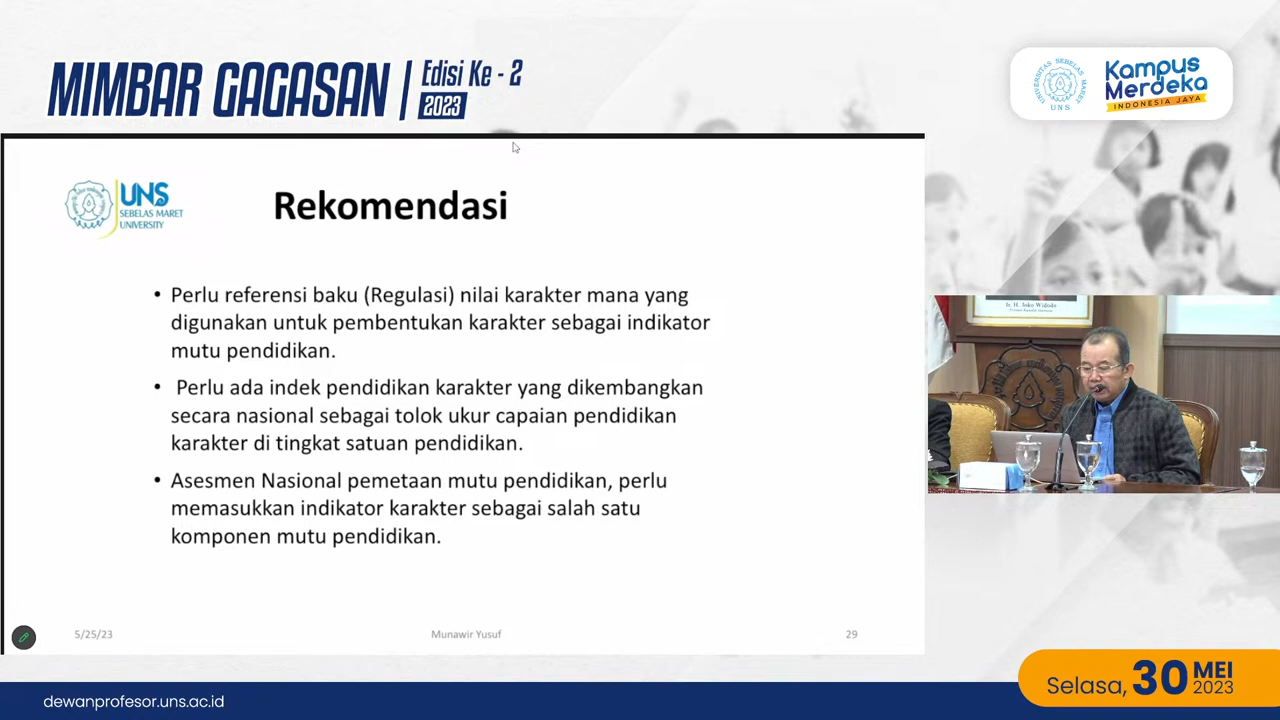 MIMBAR GAGASAN
Edisi Ke - 2
2023
UNIVERSITAS SEBELAS MARET
UNS
Kampus
Merdeka
INDONESIA JAYA
UNS
SEBELAS MARET
UNIVERSITY
Rekomendasi
• Perlu referensi baku (Regulasi) nilai karakter mana yang
digunakan untuk pembentukan karakter sebagai indikator
mutu pendidikan.
• Perlu ada indek pendidikan karakter yang dikembangkan
secara nasional sebagai tolok ukur capaian pendidikan
karakter di tingkat satuan pendidikan.
• Asesmen Nasional pemetaan mutu pendidikan, perlu
memasukkan indikator karakter sebagai salah satu
komponen mutu pendidikan.
5/25/23
Munawir Yusuf
29
Ir. H. Joko Widodo
Selasa, 30 MEI
2023
dewanprofesor.uns.ac.id